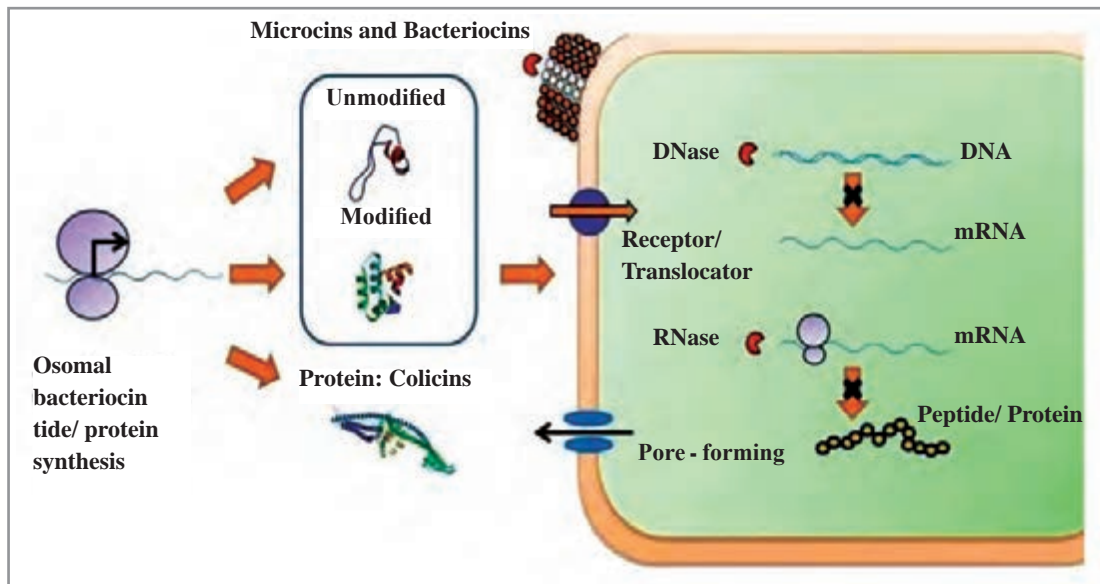 Microcins and Bacteriocins
Unmodified
Modified
Osomal
bacteriocin
tide/ protein
synthesis
Protein: Colicins
DNase
DNA
Receptor/
Translocator
mRNA
RNase
mRNA
Peptide/ Protein
Pore - forming